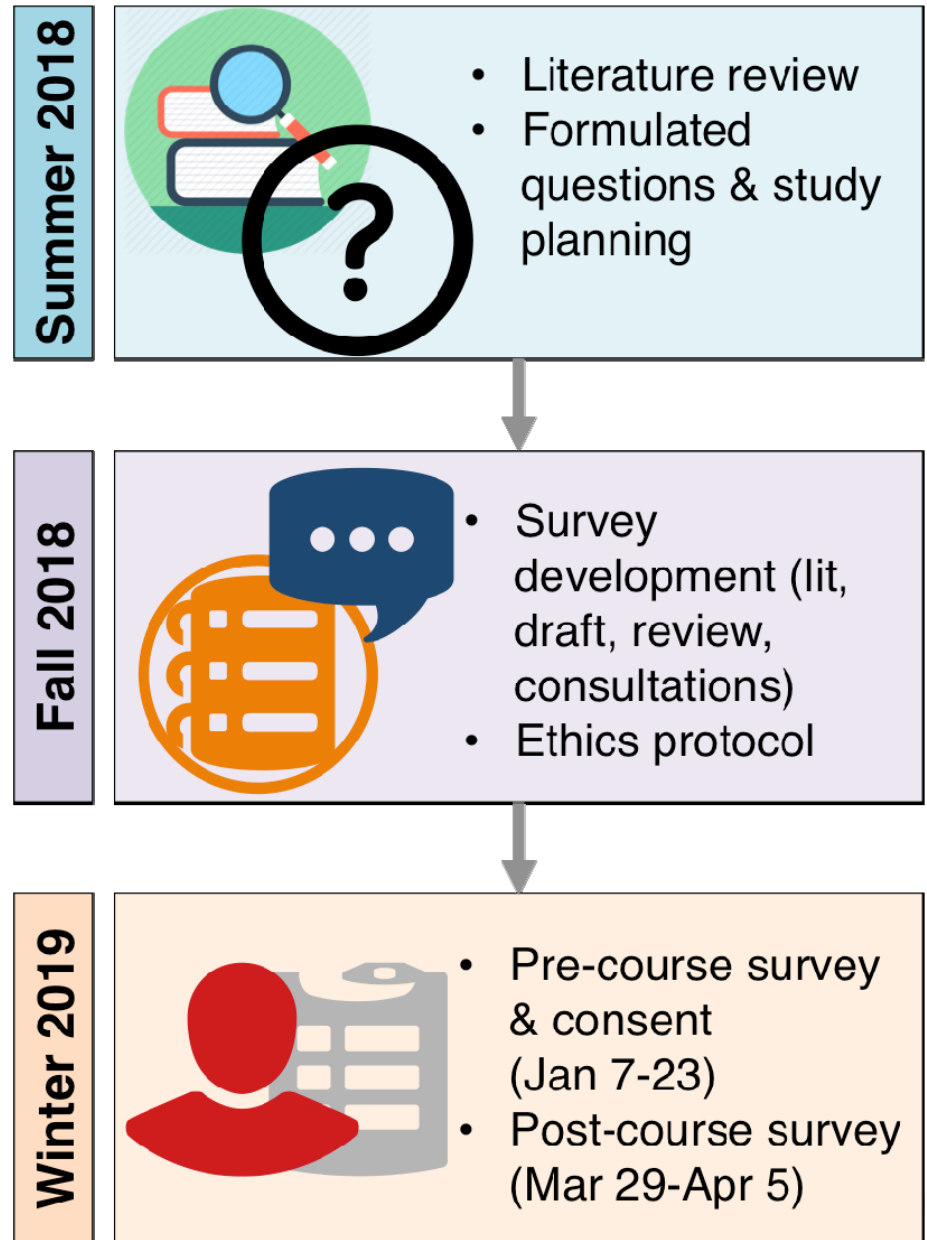 Summer 2018
• Literature review
• Formulated
questions & study
planning
?
Fall 2018
• Survey
development (lit,
draft, review,
consultations)
• Ethics protocol
Winter 2019
• Pre-course survey
& consent
(Jan 7-23)
• Post-course survey
(Mar 29-Apr 5)